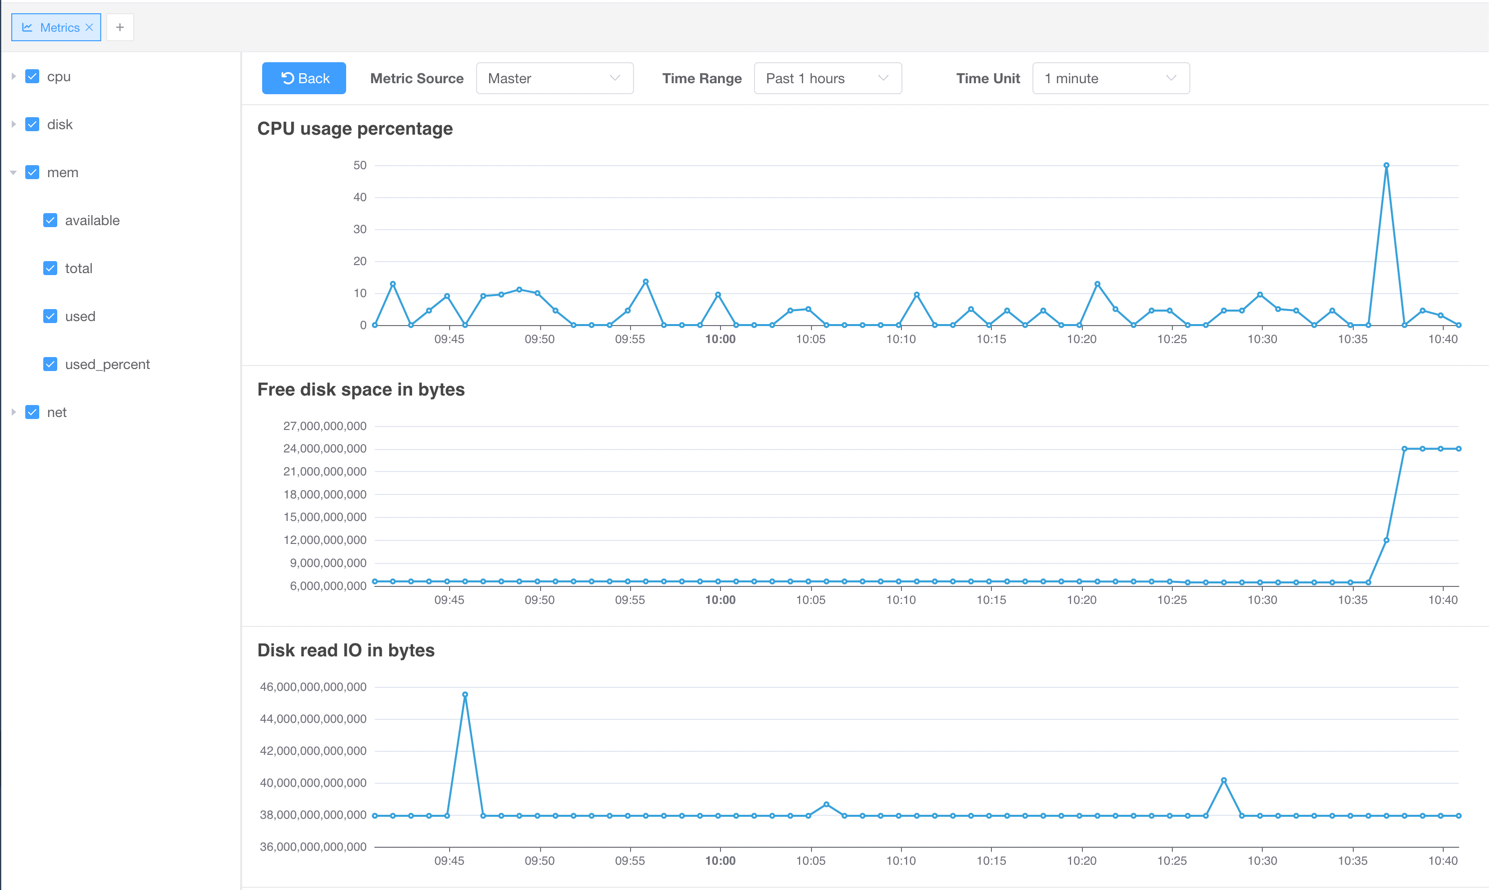 Metrics
+
cpu
disk
mem
available
total
used
used_percent
net
Back Metric Source Master Time Range Past 1 hours Time Unit 1 minute
CPU usage percentage
50
40
30
20
10
0
09:45 09:50 09:55 10:00 10:05 10:10 10:15 10:20 10:25 10:30 10:35 10:40
Free disk space in bytes
27,000,000,000
24,000,000,000
21,000,000,000
18,000,000,000
15,000,000,000
12,000,000,000
9,000,000,000
6,000,000,000
09:45 09:50 09:55 10:00 10:05 10:10 10:15 10:20 10:25 10:30 10:35 10:40
Disk read IO in bytes
46,000,000,000,000
44,000,000,000,000
42,000,000,000,000
40,000,000,000,000
38,000,000,000,000
36,000,000,000,000
09:45 09:50 09:55 10:00 10:05 10:10 10:15 10:20 10:25 10:30 10:35 10:40